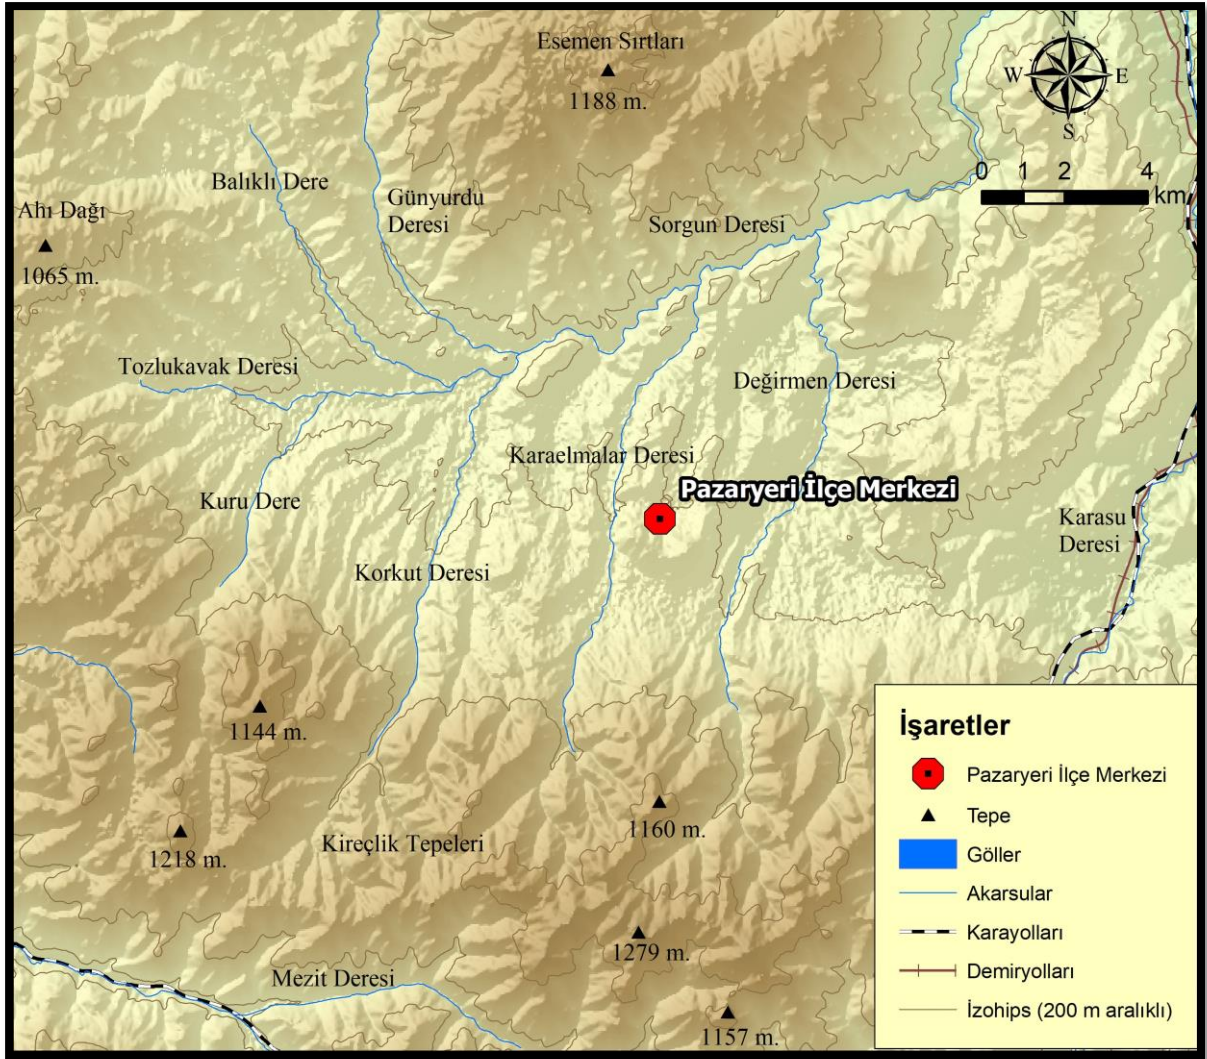 Esemen Sırtları
1188 m.
N
W
E
S
0 1 2 4
km
Balıklı Dere
Günyurdu
Deresi
Ahı Dağı
1065 m.
Sorgun Deresi
Tozlukavak Deresi
Değirmen Deresi
Karaelmalar Deresi
Pazaryeri İlçe Merkezi
Kuru Dere
Karasu
Deresi
Korkut Deresi
1144 m.
1218 m.
Kireçlik Tepeleri
1160 m.
1279 m.
Mezit Deresi
1157 m.
İşaretler
Pazaryeri İlçe Merkezi
Tepe
Göller
Akarsular
Karayolları
Demiryolları
İzohips (200 m aralıklı)